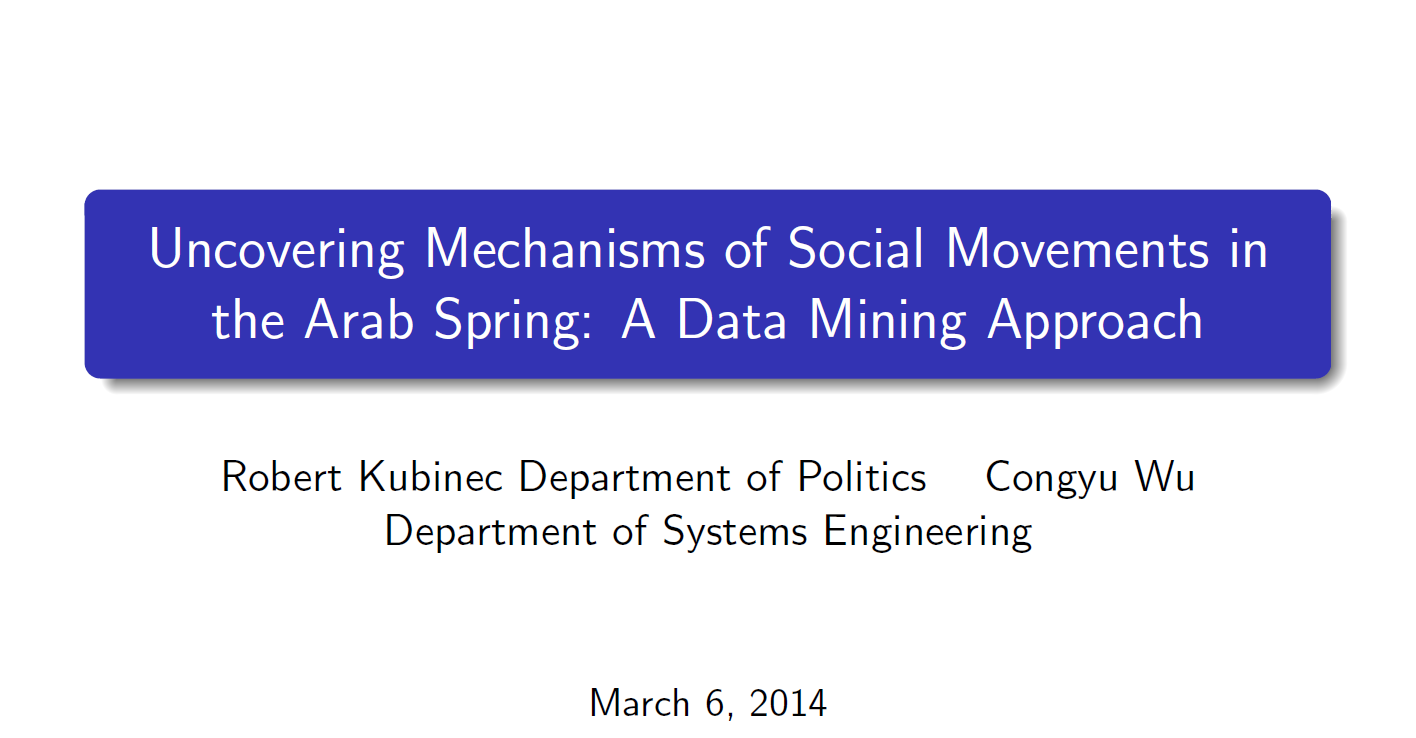 Uncovering Mechanisms of Social Movements in
the Arab Spring: A Data Mining Approach
Robert Kubinec Department of Politics Congyu Wu
Department of Systems Engineering
March 6, 2014